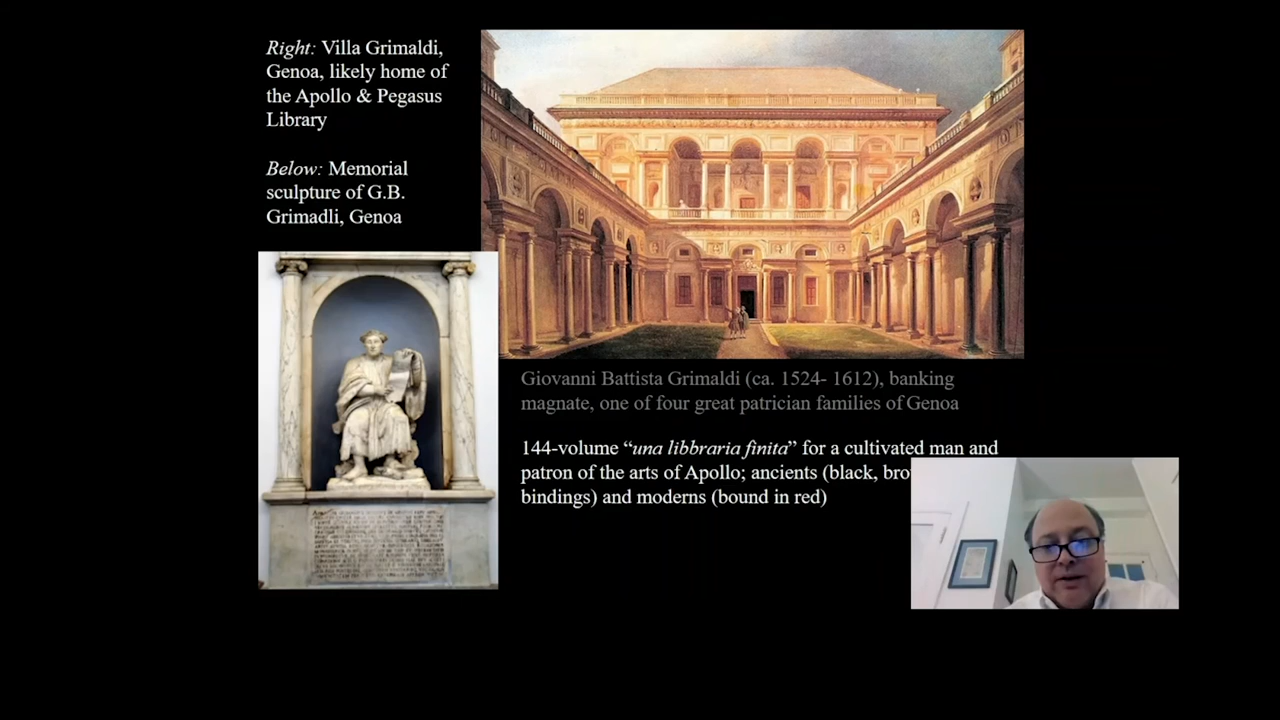 Right: Villa Grimaldi,
Genoa, likely home of
the Apollo & Pegasus
Library
Below: Memorial
sculpture of G.B.
Grimadli, Genoa
Giovanni Battista Grimaldi (ca. 1524- 1612), banking
magnate, one of four great patrician families of Genoa
144-volume “una libbraria finita” for a cultivated man and
patron of the arts of Apollo; ancients (black,
bindings) and moderns (bound in red)